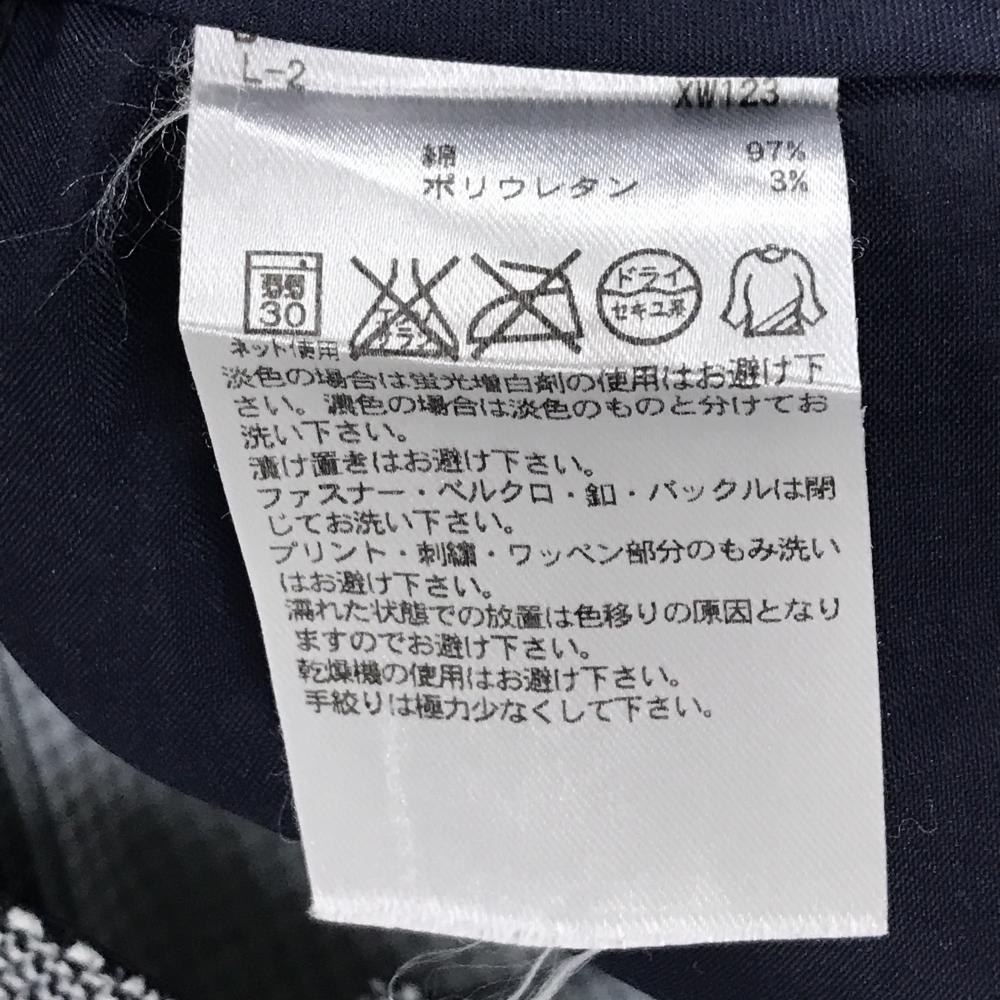 L-2
XW123
綿 97%
ポリウレタン 3%
弱
30
ネット使用
エンソ
サラシ
ドライ
セキユ系
淡色の場合は蛍光増白剤の使用はお避け下
さい。濃色の場合は淡色のものと分けてお
洗い下さい。
漬け置きはお避け下さい。
ファスナー・ベルクロ・釦・バックルは閉
じてお洗い下さい。
プリント・刺繍・ワッペン部分のもみ洗い
はお避け下さい。
濡れた状態での放置は色移りの原因となり
ますのでお避け下さい。
乾燥機の使用はお避け下さい。
手絞りは極力少なくして下さい。